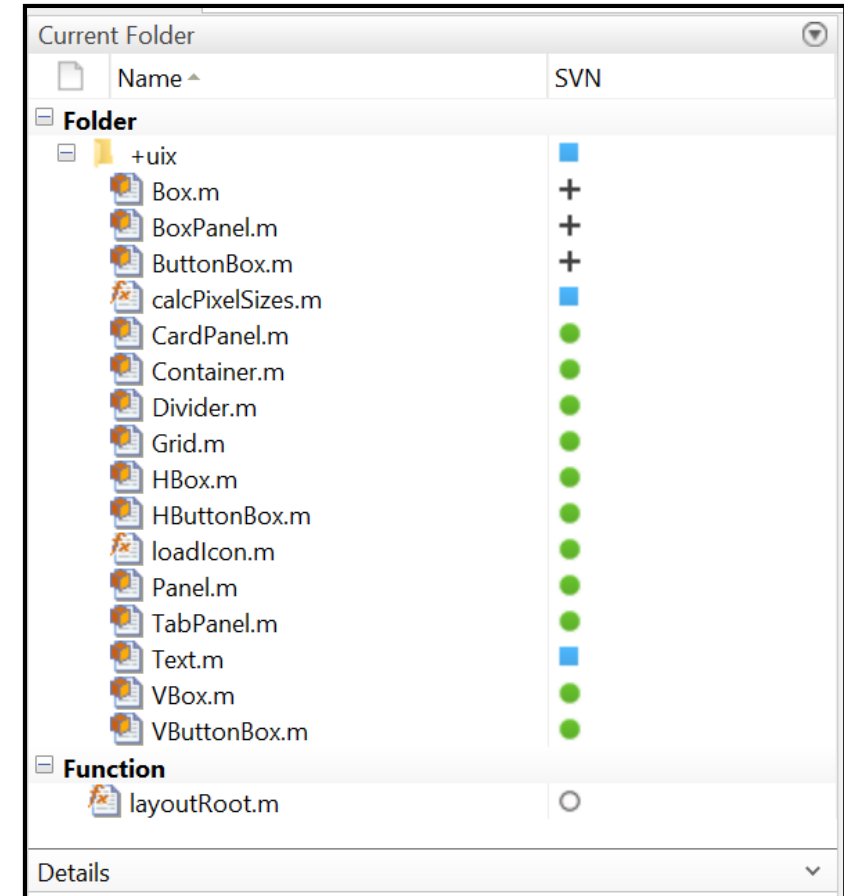 Current Folder
Name SVN
Folder
+uix
Box.m
BoxPanel.m
ButtonBox.m
calcPixelSizes.m
CardPanel.m
Container.m
Divider.m
Grid.m
HBox.m
HButtonBox.m
loadIcon.m
Panel.m
TabPanel.m
Text.m
VBox.m
VButtonBox.m
Function
layoutRoot.m
Details